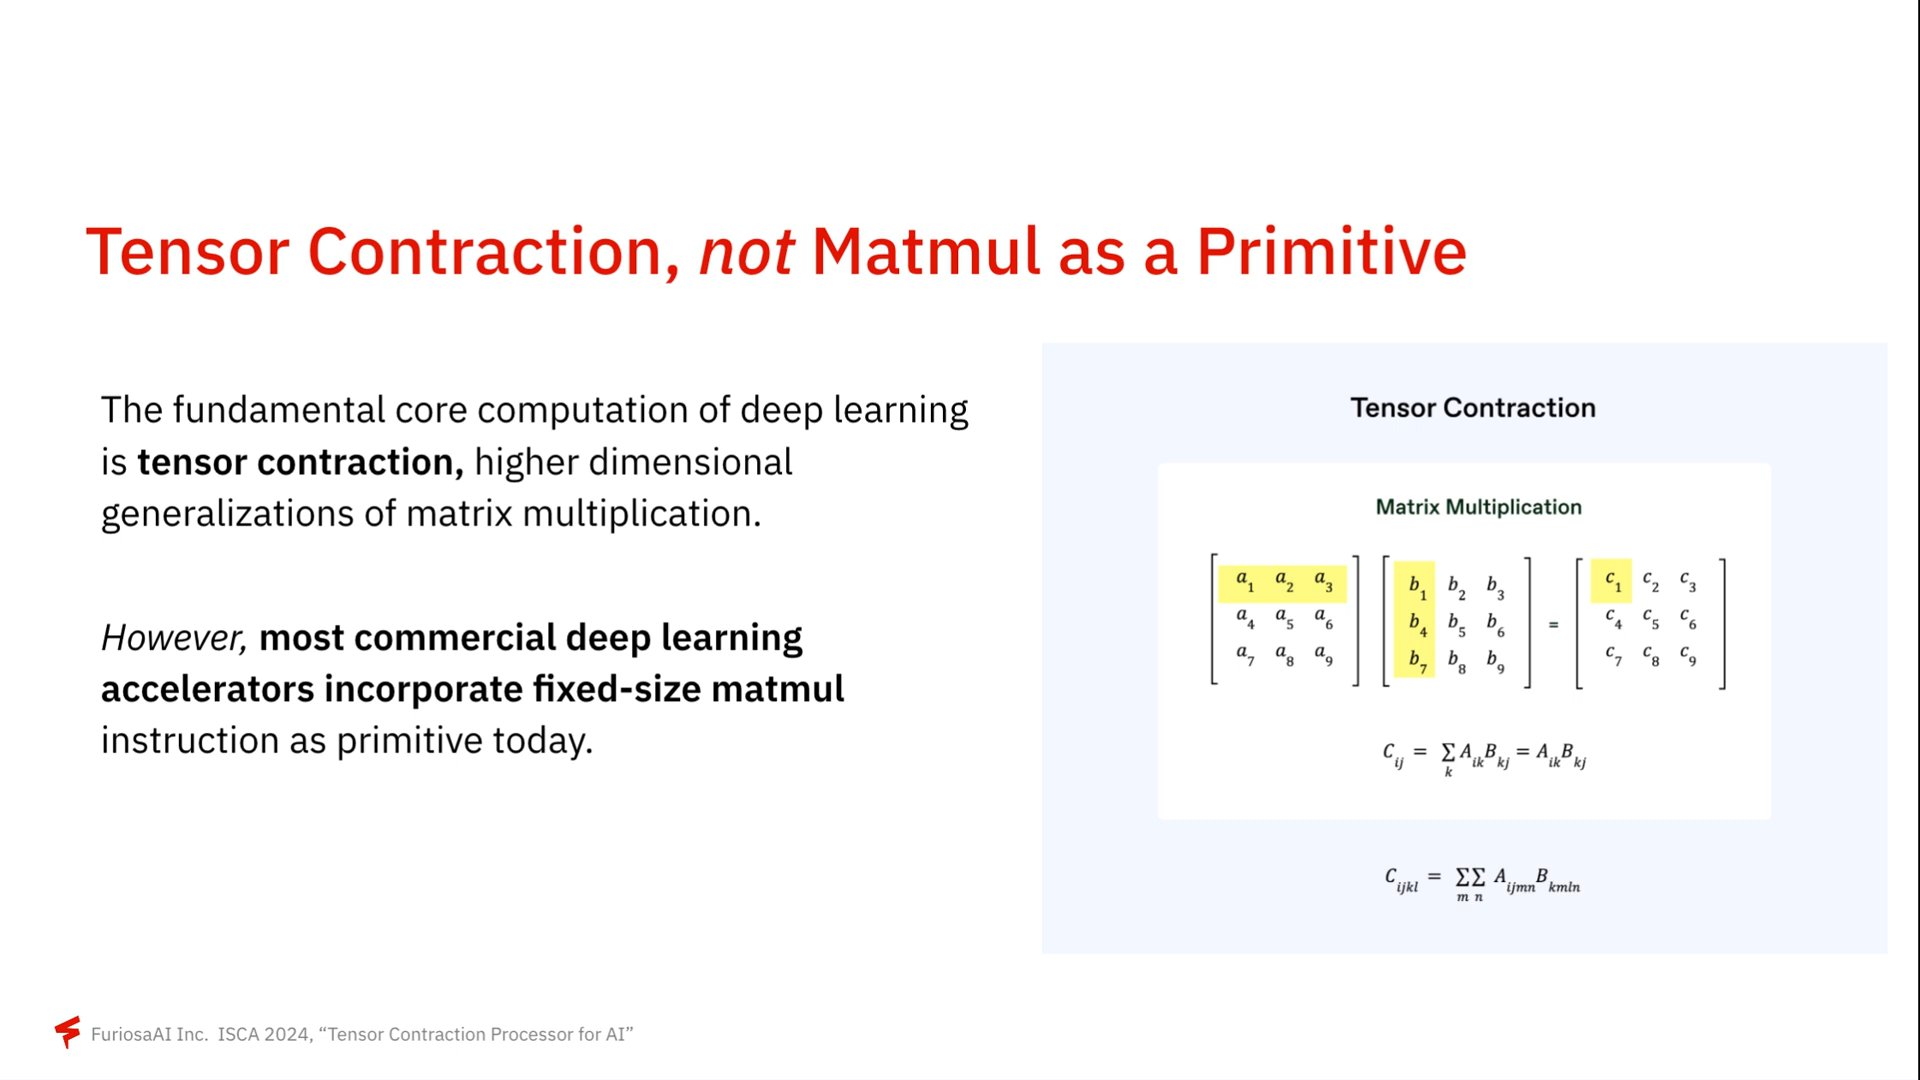 Tensor Contraction, not Matmul as a Primitive
The fundamental core computation of deep learning
is tensor contraction, higher dimensional
generalizations of matrix multiplication.
However, most commercial deep learning
accelerators incorporate fixed-size matmul
instruction as primitive today.
Tensor Contraction
Matrix Multiplication
a1 a2 a3 b1 b2 b3 c1 c2 c3
a4 a5 a6 b4 b5 b6 = c4 c5 c6
a7 a8 a9 b7 b8 b9 c7 c8 c9
Cij = Σk AikBkj = AikBkj
Cijkl = ΣmΣn AijmnBkmln
FuriosaAI Inc. ISCA 2024, “Tensor Contraction Processor for AI”